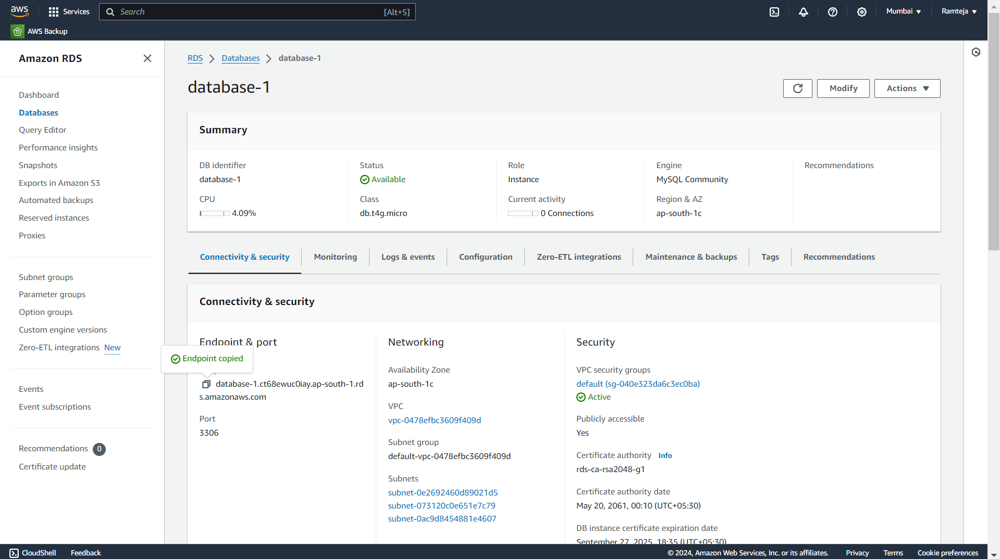 aws
Services
Search
[Alt+S]
Mumbai
Ramteja
AWS Backup
Amazon RDS
Dashboard
Databases
Query Editor
Performance insights
Snapshots
Exports in Amazon S3
Automated backups
Reserved instances
Proxies
Subnet groups
Parameter groups
Option groups
Custom engine versions
Zero-ETL integrations New
Events
Event subscriptions
Recommendations 0
Certificate update
RDS
Databases
database-1
database-1
Modify
Actions
Summary
DB identifier
database-1
CPU
4.09%
Status
Available
Class
db.t4g.micro
Role
Instance
Current activity
0 Connections
Engine
MySQL Community
Region & AZ
ap-south-1c
Recommendations
Connectivity & security
Monitoring
Logs & events
Configuration
Zero-ETL integrations
Maintenance & backups
Tags
Recommendations
Connectivity & security
Endpoint & port
Endpoint copied
database-1.ct68ewuc0iay.ap-south-1.rd
s.amazonaws.com
Port
3306
Networking
Availability Zone
ap-south-1c
VPC
vpc-0478efbc3609f409d
Subnet group
default-vpc-0478efbc3609f409d
Subnets
subnet-0e2692460d89021d5
subnet-073120c0e651e7c79
subnet-0ac9d8454881e4607
Security
VPC security groups
default (sg-040e323da6c3ec0ba)
Active
Publicly accessible
Yes
Certificate authority Info
rds-ca-rsa2048-g1
Certificate authority date
May 20, 2061, 00:10 (UTC+05:30)
DB instance certificate expiration date
September 27, 2025, 18:35 (UTC+05:30)
CloudShell
Feedback
© 2024, Amazon Web Services, Inc. or its affiliates.
Privacy
Terms
Cookie preferences